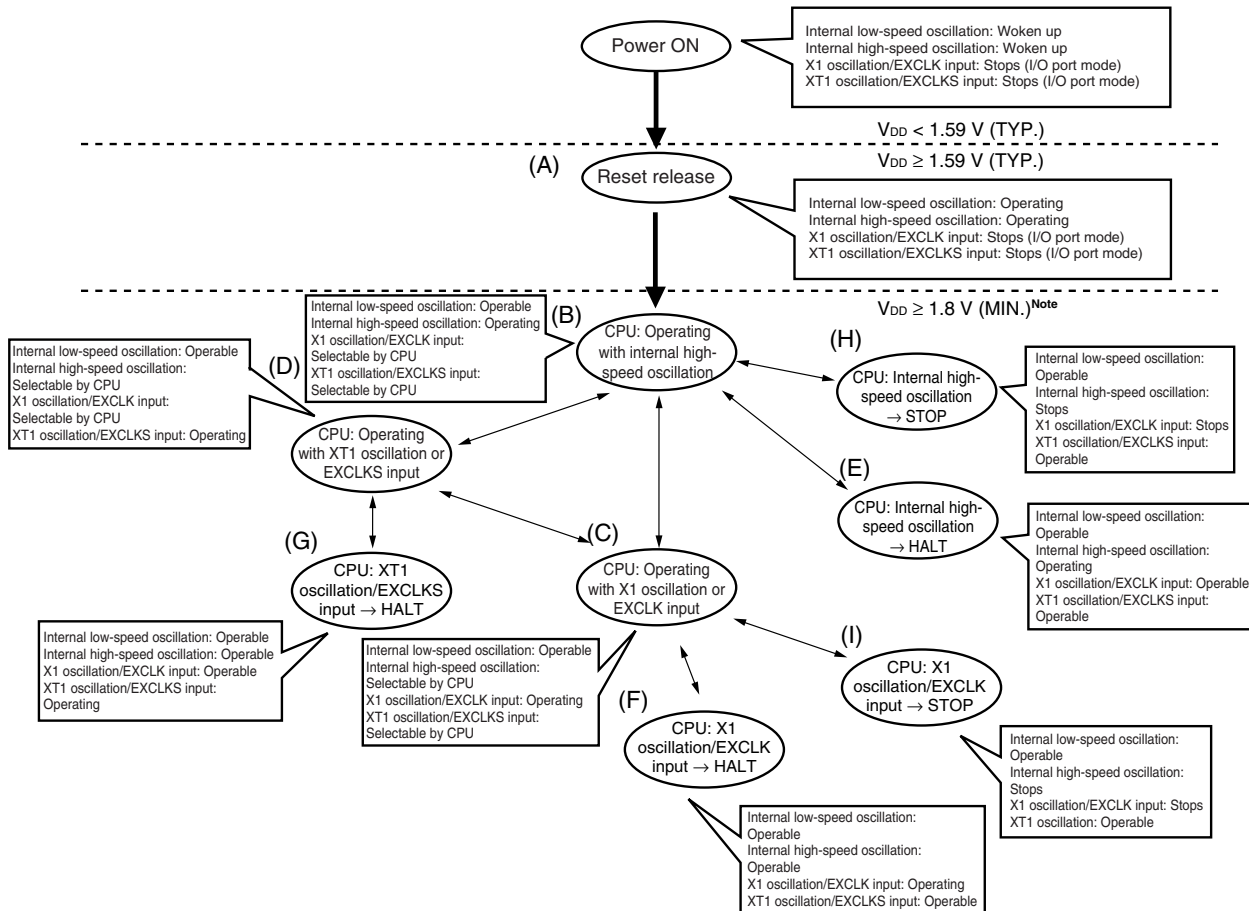 Power ON
Internal low-speed oscillation: Woken up
Internal high-speed oscillation: Woken up
X1 oscillation/EXCLK input: Stops (I/O port mode)
XT1 oscillation/EXCLKS input: Stops (I/O port mode)
VDD < 1.59 V (TYP.)
VDD ≥ 1.59 V (TYP.)
(A)
Reset release
Internal low-speed oscillation: Operating
Internal high-speed oscillation: Operating
X1 oscillation/EXCLK input: Stops (I/O port mode)
XT1 oscillation/EXCLKS input: Stops (I/O port mode)
VDD ≥ 1.8 V (MIN.)Note
Internal low-speed oscillation: Operable
Internal high-speed oscillation: Operating
X1 oscillation/EXCLK input:
Selectable by CPU
XT1 oscillation/EXCLKS input:
Selectable by CPU
(B)
CPU: Operating
with internal high-
speed oscillation
(H)
CPU: Internal high-
speed oscillation
→ STOP
Internal low-speed oscillation:
Operable
Internal high-speed oscillation:
Stops
X1 oscillation/EXCLK input: Stops
XT1 oscillation/EXCLKS input:
Operable
Internal low-speed oscillation: Operable
Internal high-speed oscillation:
Selectable by CPU
X1 oscillation/EXCLK input:
Selectable by CPU
XT1 oscillation/EXCLKS input: Operating
(D)
CPU: Operating
with XT1 oscillation or
EXCLKS input
(E)
CPU: Internal high-
speed oscillation
→ HALT
Internal low-speed oscillation:
Operable
Internal high-speed oscillation:
Operating
X1 oscillation/EXCLK input: Operable
XT1 oscillation/EXCLKS input:
Operable
(G)
CPU: XT1
oscillation/EXCLKS
input → HALT
Internal low-speed oscillation: Operable
Internal high-speed oscillation: Operable
X1 oscillation/EXCLK input: Operable
XT1 oscillation/EXCLKS input:
Operating
(C)
CPU: Operating
with X1 oscillation or
EXCLK input
Internal low-speed oscillation: Operable
Internal high-speed oscillation:
Selectable by CPU
X1 oscillation/EXCLK input: Operating
XT1 oscillation/EXCLKS input:
Selectable by CPU
(I)
CPU: X1
oscillation/EXCLK
input → STOP
Internal low-speed oscillation:
Operable
Internal high-speed oscillation:
Stops
X1 oscillation/EXCLK input: Stops
XT1 oscillation: Operable
(F)
CPU: X1
oscillation/EXCLK
input → HALT
Internal low-speed oscillation:
Operable
Internal high-speed oscillation:
Operable
X1 oscillation/EXCLK input: Operating
XT1 oscillation/EXCLKS input: Operable